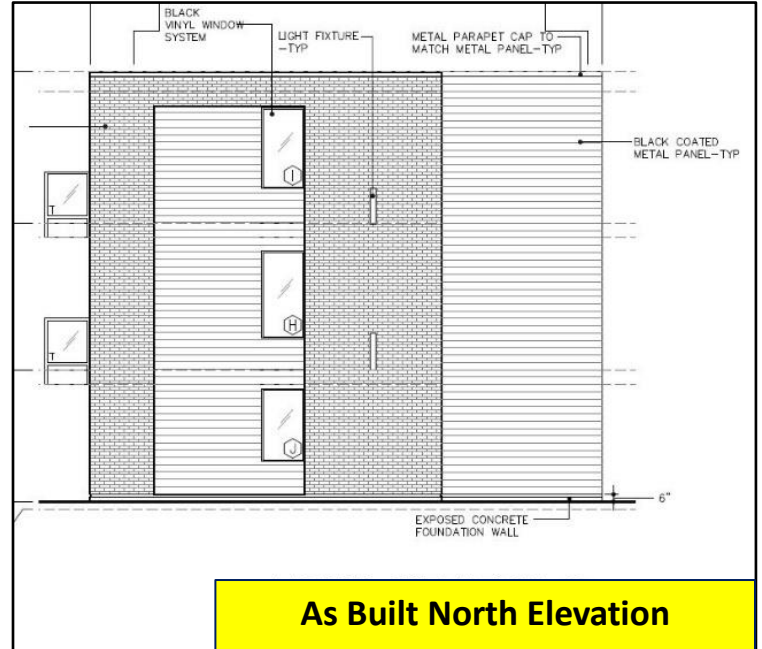 BLACK
VINYL WINDOW
SYSTEM
LIGHT FIXTURE
-TYP
METAL PARAPET CAP TO
MATCH METAL PANEL-TYP
BLACK COATED
METAL PANEL-TYP
I
T
H
T
J
6"
EXPOSED CONCRETE
FOUNDATION WALL
As Built North Elevation